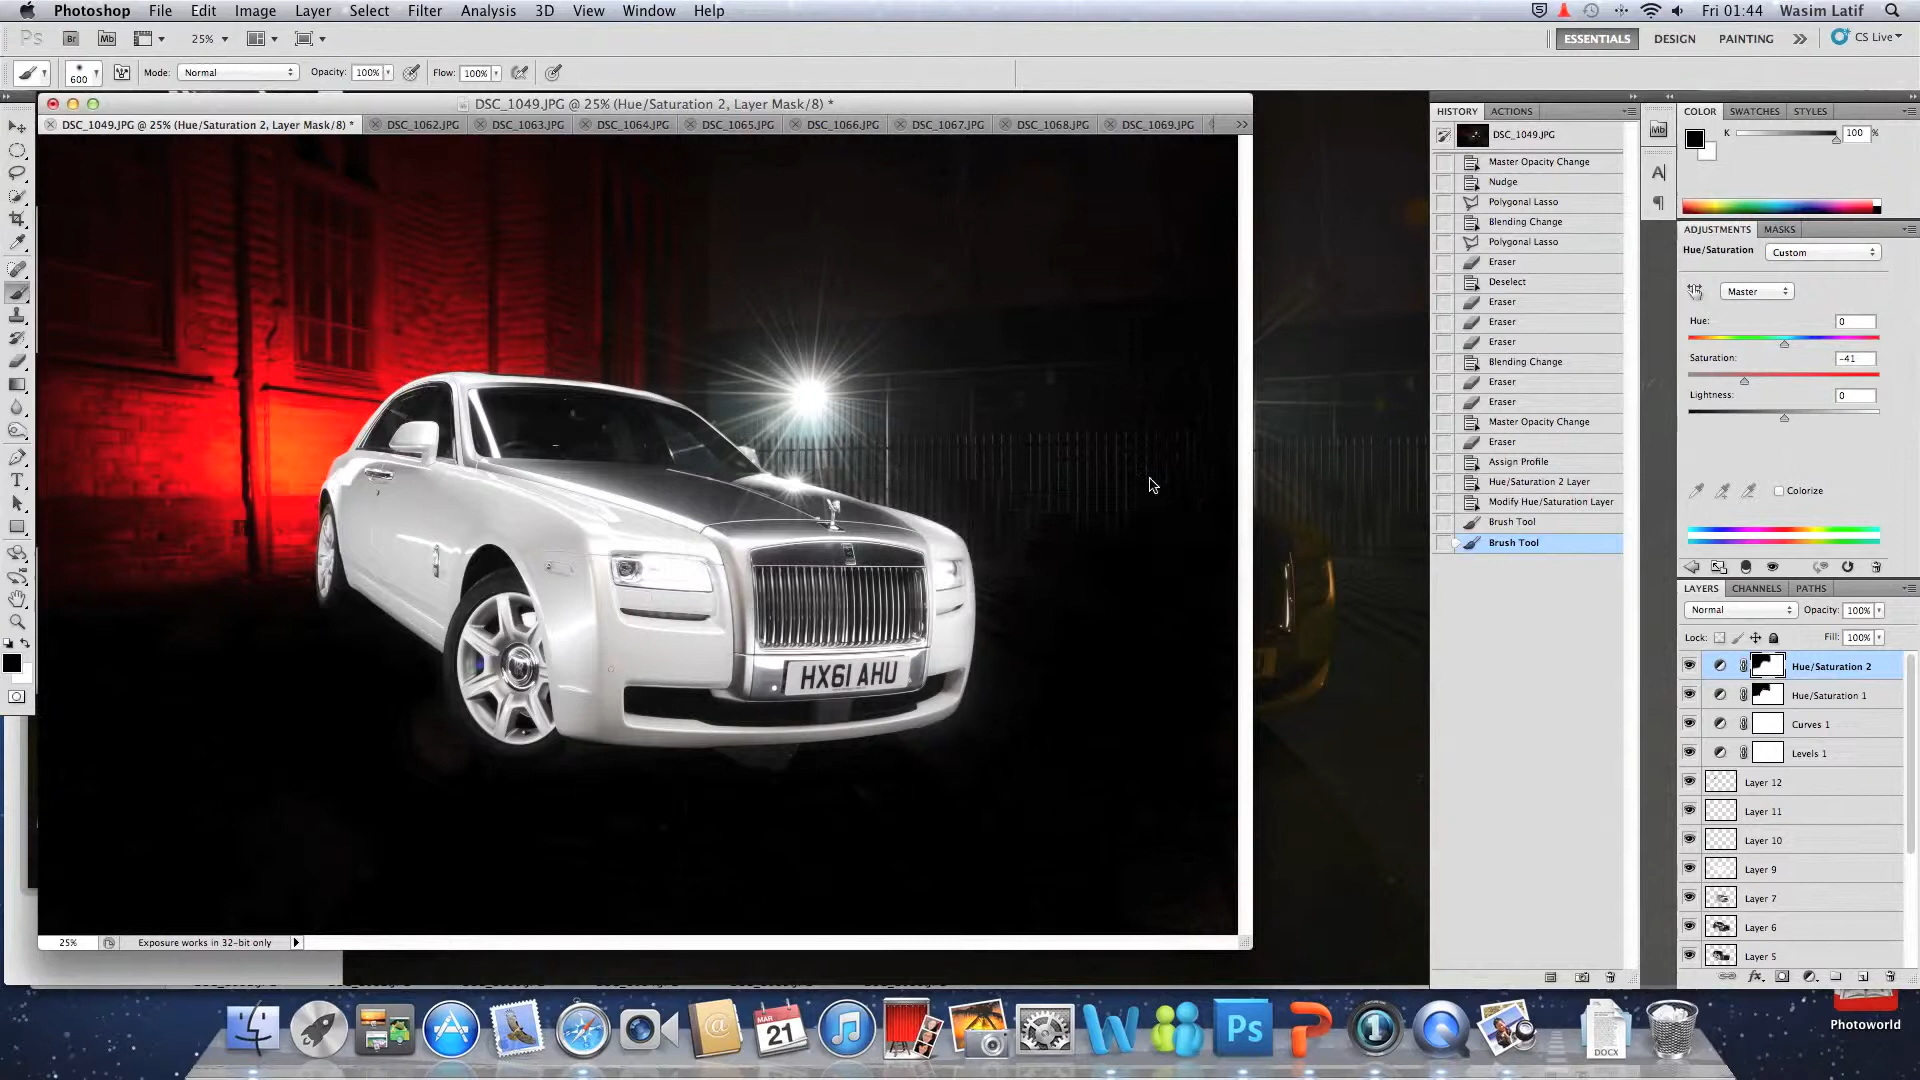 Photoshop File Edit Image Layer Select Filter Analysis 3D View Window Help Fri 01:44 Wasim Latif
Ps Br Mb 25% ESSENTIALS DESIGN PAINTING CS Live
600 Mode: Normal Opacity: 100% Flow: 100%
DSC_1049.JPG @ 25% (Hue/Saturation 2, Layer Mask/8) *
DSC_1049.JPG @ 25% (Hue/Saturation 2, Layer Mask/8) * DSC_1062.JPG DSC_1063.JPG DSC_1064.JPG DSC_1065.JPG DSC_1066.JPG DSC_1067.JPG DSC_1068.JPG DSC_1069.JPG
HX61 AHU
25% Exposure works in 32-bit only
HISTORY ACTIONS
DSC_1049.JPG
Master Opacity Change
Nudge
Polygonal Lasso
Blending Change
Polygonal Lasso
Eraser
Deselect
Eraser
Eraser
Eraser
Blending Change
Eraser
Eraser
Master Opacity Change
Eraser
Assign Profile
Hue/Saturation 2 Layer
Modify Hue/Saturation Layer
Brush Tool
Brush Tool
Mb
COLOR SWATCHES STYLES
K 100 %
ADJUSTMENTS MASKS
Hue/Saturation Custom
Master
Hue: 0
Saturation: -41
Lightness: 0
Colorize
LAYERS CHANNELS PATHS
Normal Opacity: 100%
Lock: Fill: 100%
Hue/Saturation 2
Hue/Saturation 1
Curves 1
Levels 1
Layer 12
Layer 11
Layer 10
Layer 9
Layer 7
Layer 6
Layer 5
MAR
21
Ps
1
DOCX
Photoworld